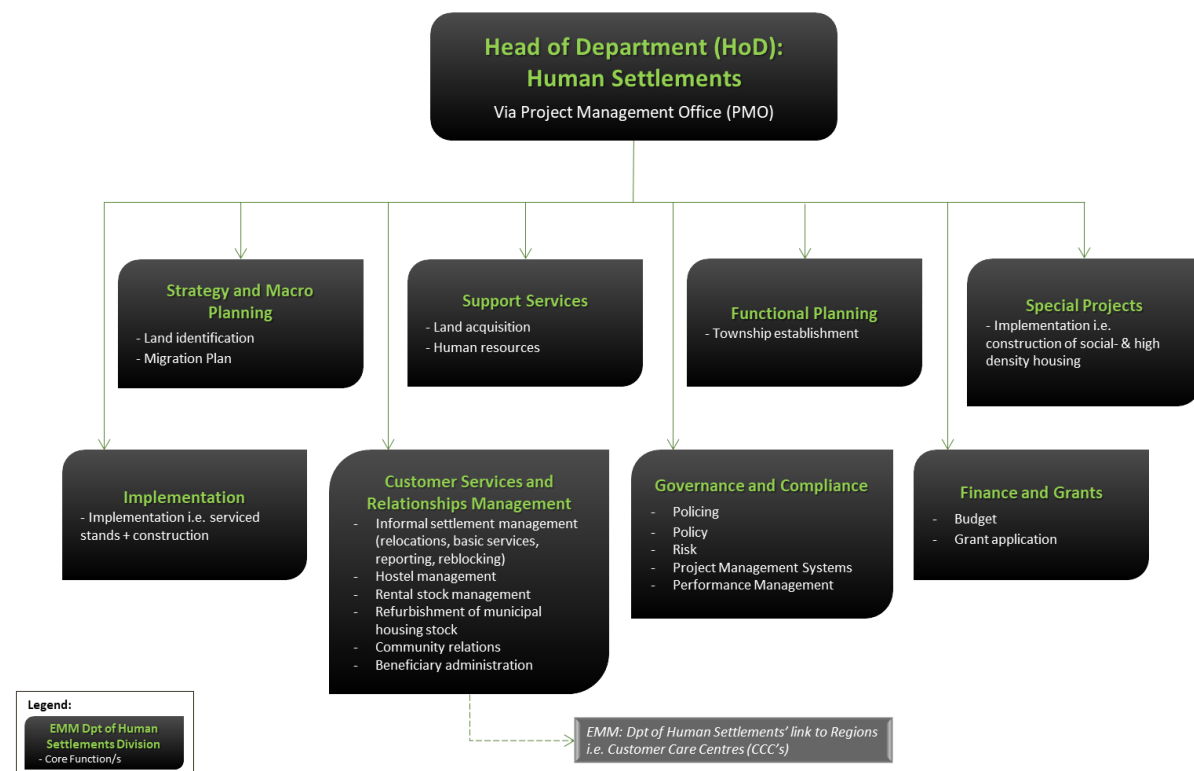 Head of Department (HoD):
Human Settlements
Via Project Management Office (PMO)
Strategy and Macro
Planning
- Land identification
- Migration Plan
Support Services
- Land acquisition
- Human resources
Functional Planning
- Township establishment
Special Projects
- Implementation i.e.
construction of social- & high
density housing
Implementation
- Implementation i.e. serviced
stands + construction
Customer Services and
Relationships Management
- Informal settlement management
(relocations, basic services,
reporting, reblocking)
- Hostel management
- Rental stock management
- Refurbishment of municipal
housing stock
- Community relations
- Beneficiary administration
Governance and Compliance
- Policing
- Policy
- Risk
- Project Management Systems
- Performance Management
Finance and Grants
- Budget
- Grant application
Legend:
EMM Dpt of Human
Settlements Division
- Core Function/s
EMM: Dpt of Human Settlements' link to Regions
i.e. Customer Care Centres (CCC's)